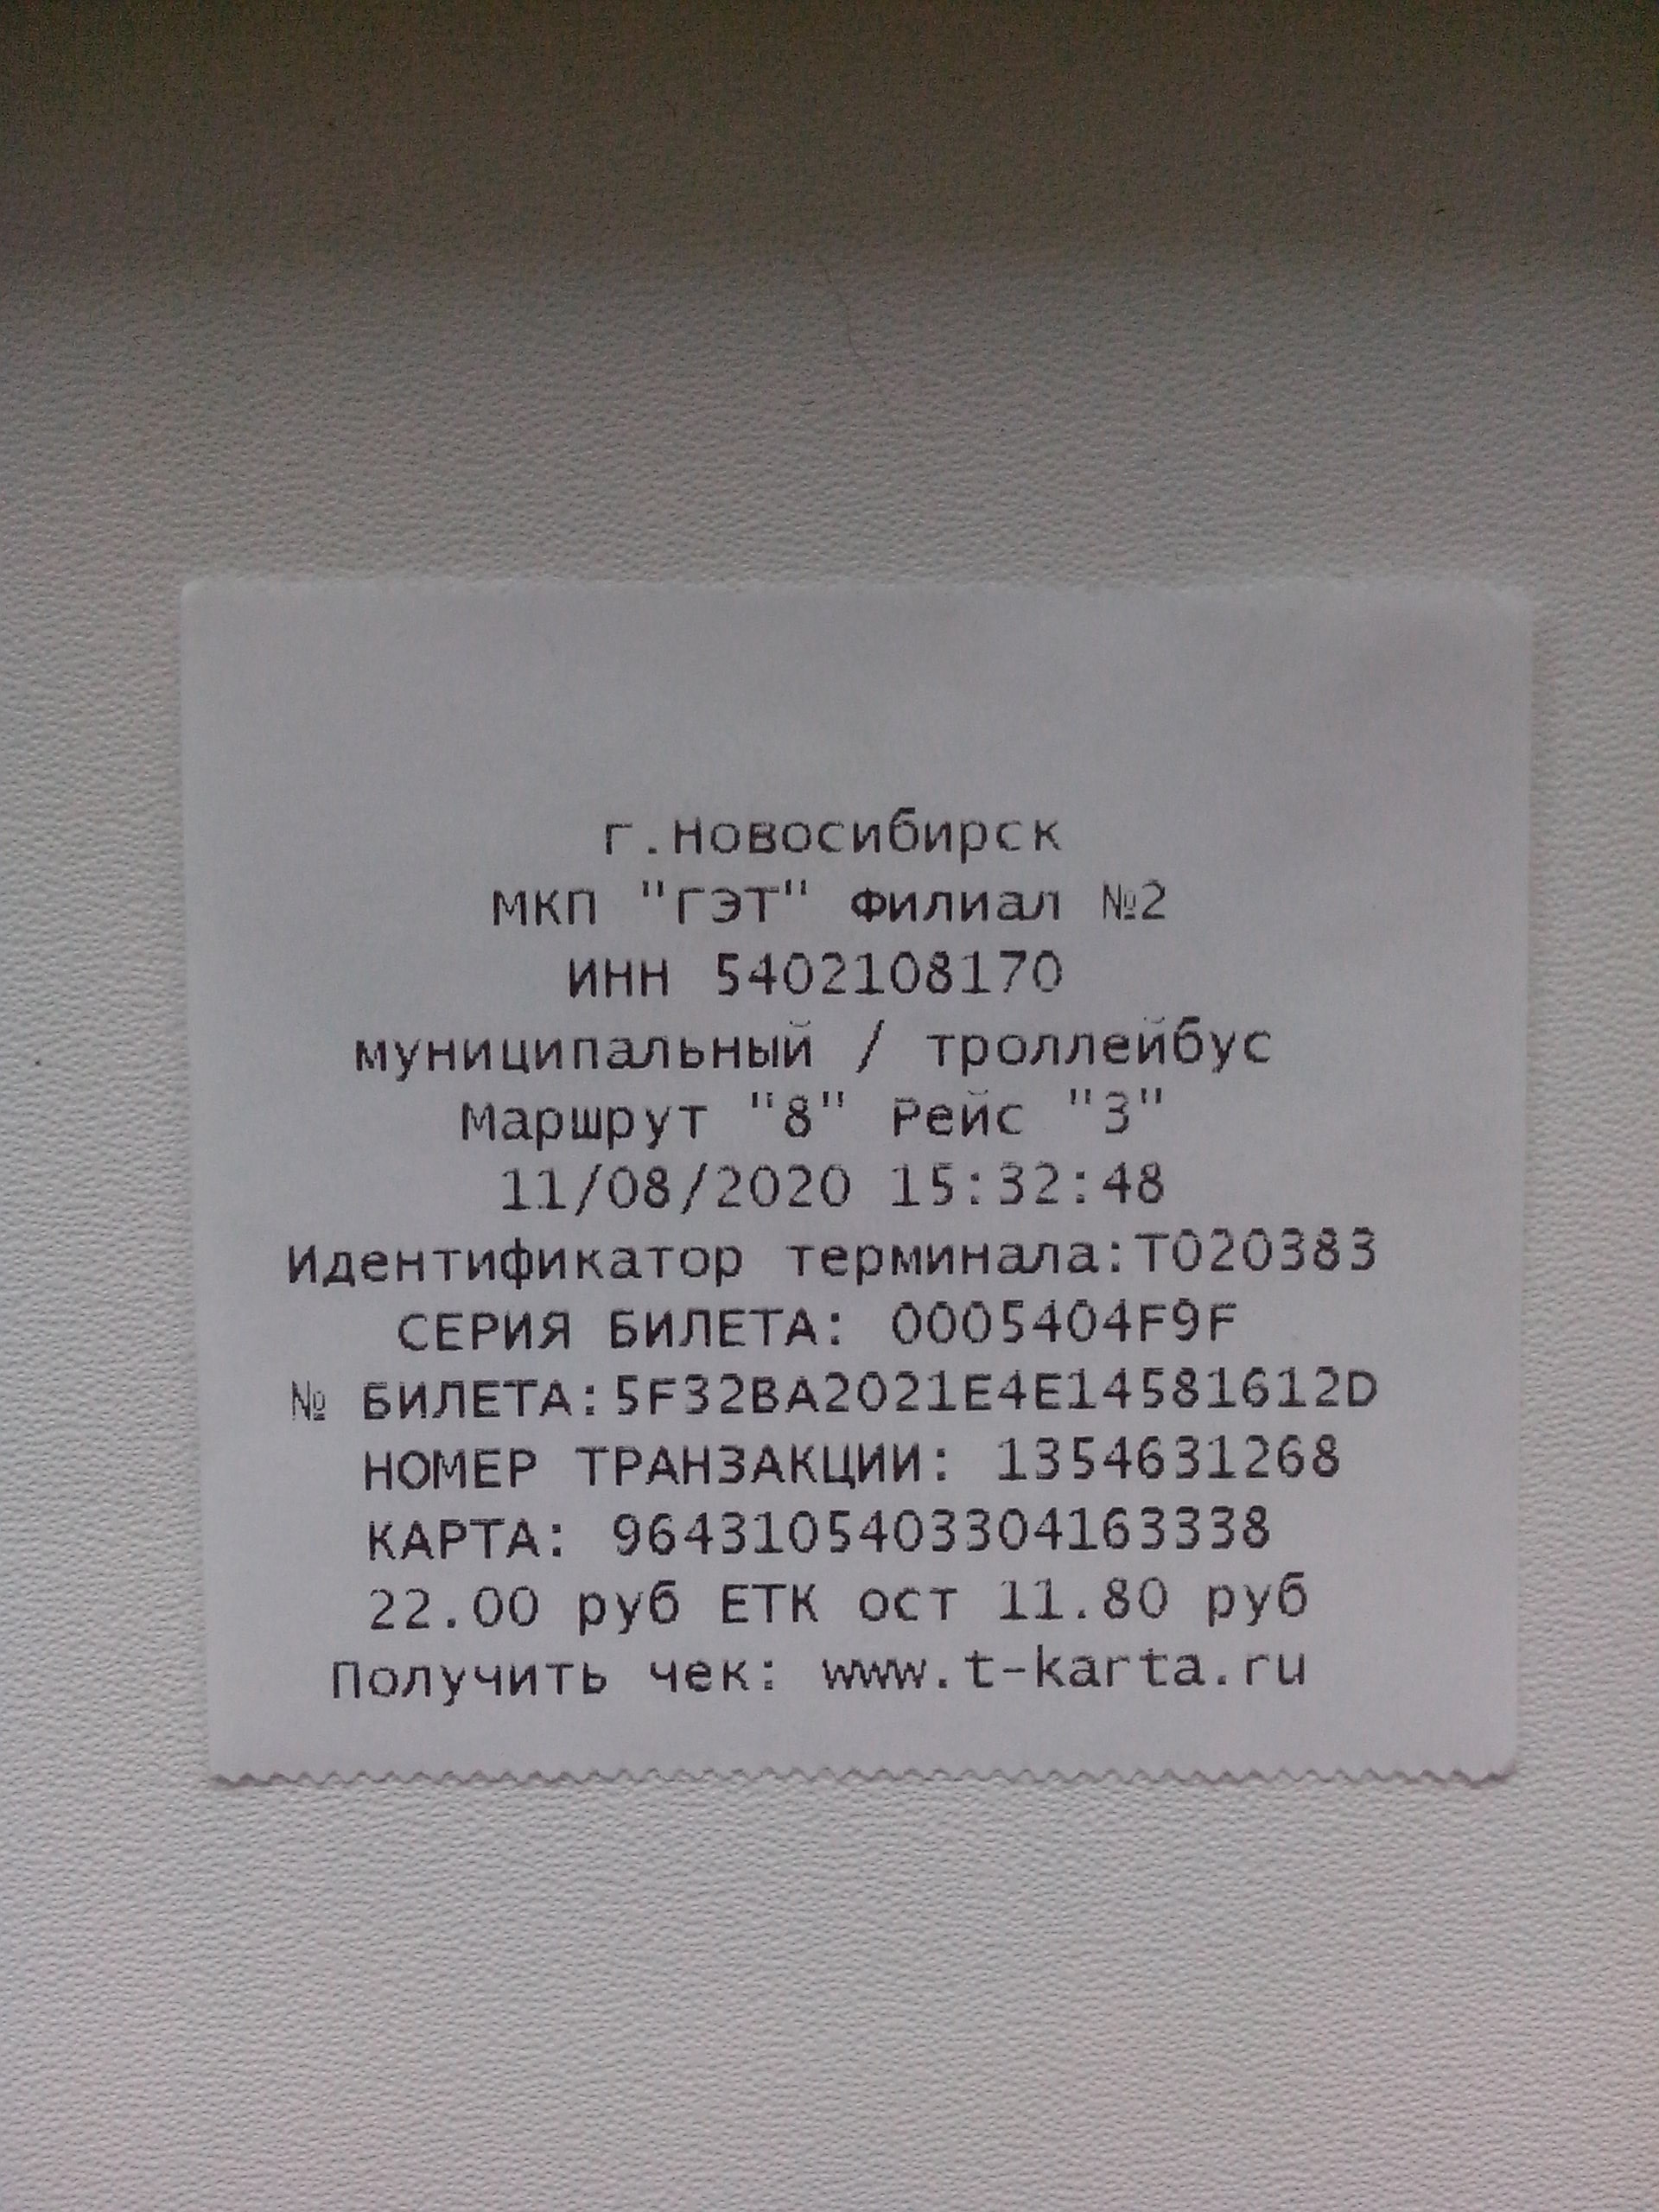 г.Новосибирск
МКП "ГЭТ" Филиал №2
ИНН 5402108170
муниципальный / троллейбус
Маршрут "8" Рейс "3"
11/08/2020 15:32:48
Идентификатор терминала:T020383
СЕРИЯ БИЛЕТА: 0005404F9F
№ БИЛЕТА:5F32BA2021E4E14581612D
НОМЕР ТРАНЗАКЦИИ: 1354631268
КАРТА: 9643105403304163338
22.00 руб ЕТК ост 11.80 руб
Получить чек: www.t-karta.ru